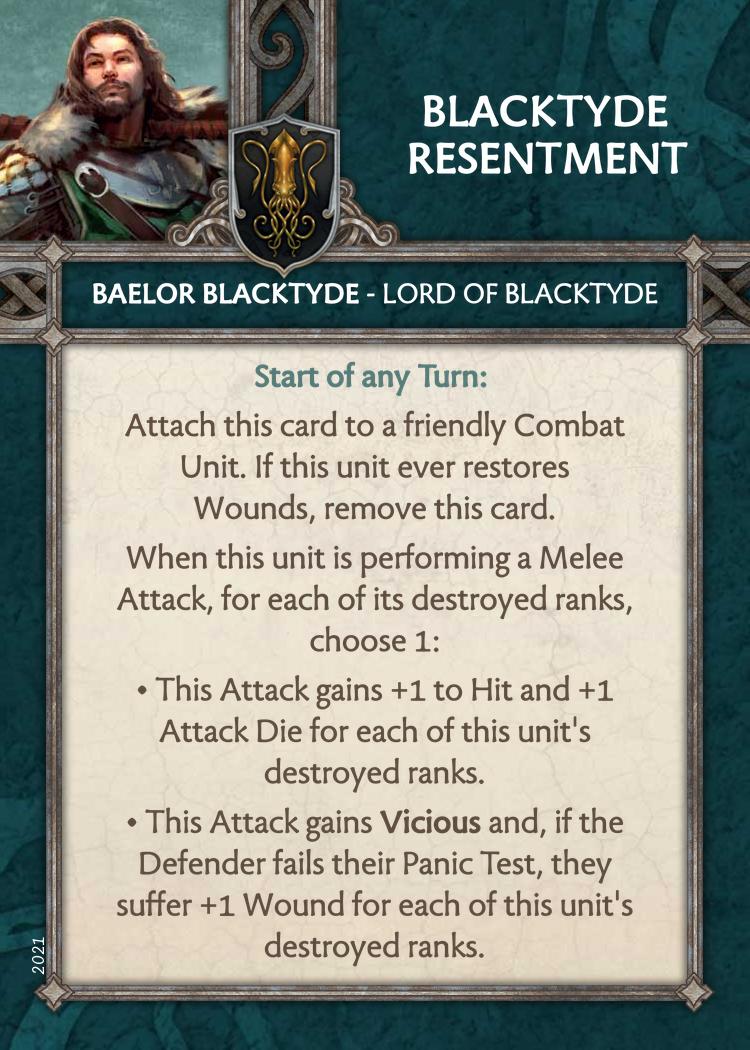 BLACKTYDE
RESENTMENT
BAELOR BLACKTYDE - LORD OF BLACKTYDE
Start of any Turn:
Attach this card to a friendly Combat
Unit. If this unit ever restores
Wounds, remove this card.
When this unit is performing a Melee
Attack, for each of its destroyed ranks,
choose 1:
• This Attack gains +1 to Hit and +1
Attack Die for each of this unit's
destroyed ranks.
• This Attack gains Vicious and, if the
Defender fails their Panic Test, they
suffer +1 Wound for each of this unit's
destroyed ranks.
2021